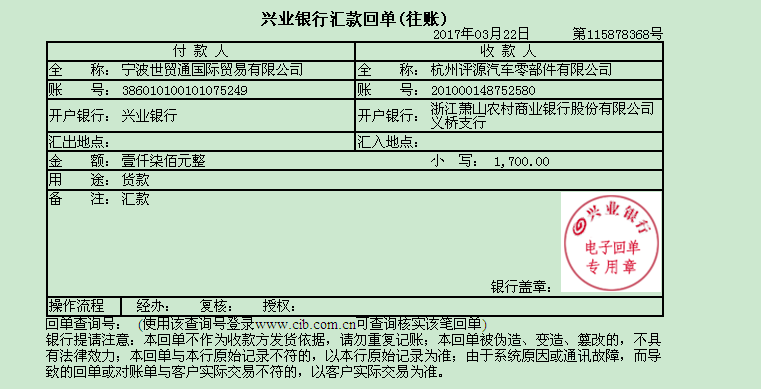 兴业银行汇款回单(往账)
2017年03月22日 第115878368号
付款人 收款人
全 称: 宁波世贸通国际贸易有限公司 全 称: 杭州评源汽车零部件有限公司
账 号: 386010100101075249 账 号: 201000148752580
开户银行: 兴业银行 开户银行: 浙江萧山农村商业银行股份有限公司
义桥支行
汇出地点: 汇入地点:
金 额: 壹仟柒佰元整 小 写: 1,700.00
用 途: 货款
备 注: 汇款
兴业银行
电子回单
专用章
银行盖章:
操作流程 经办: 复核: 授权:
回单查询号: (使用该查询号登录www.cib.com.cn可查询核实该笔回单)
银行提请注意: 本回单不作为收款方发货依据, 请勿重复记账; 本回单被伪造、变造、篡改的, 不具
有法律效力; 本回单与本行原始记录不符的, 以本行原始记录为准; 由于系统原因或通讯故障, 而导
致的回单或对账单与客户实际交易不符的, 以客户实际交易为准。